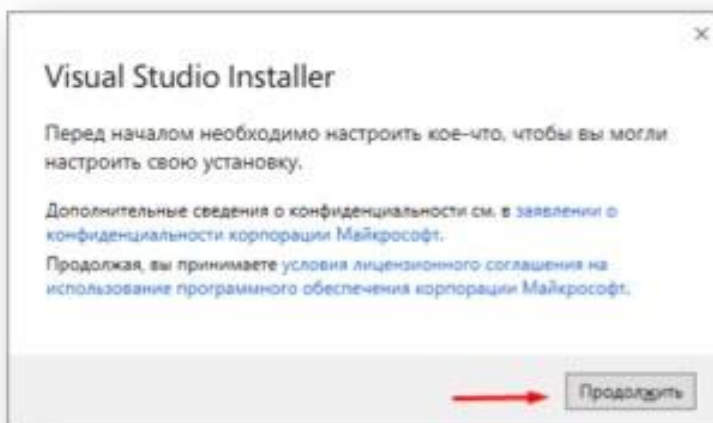 Visual Studio Installer
Перед началом необходимо настроить кое-что, чтобы вы могли
настроить свою установку.
Дополнительные сведения о конфиденциальности см. в заявлении о
конфиденциальности корпорации Майкрософт.
Продолжая, вы принимаете условия лицензионного соглашения на
использование программного обеспечения корпорации Майкрософт.
Продолжить